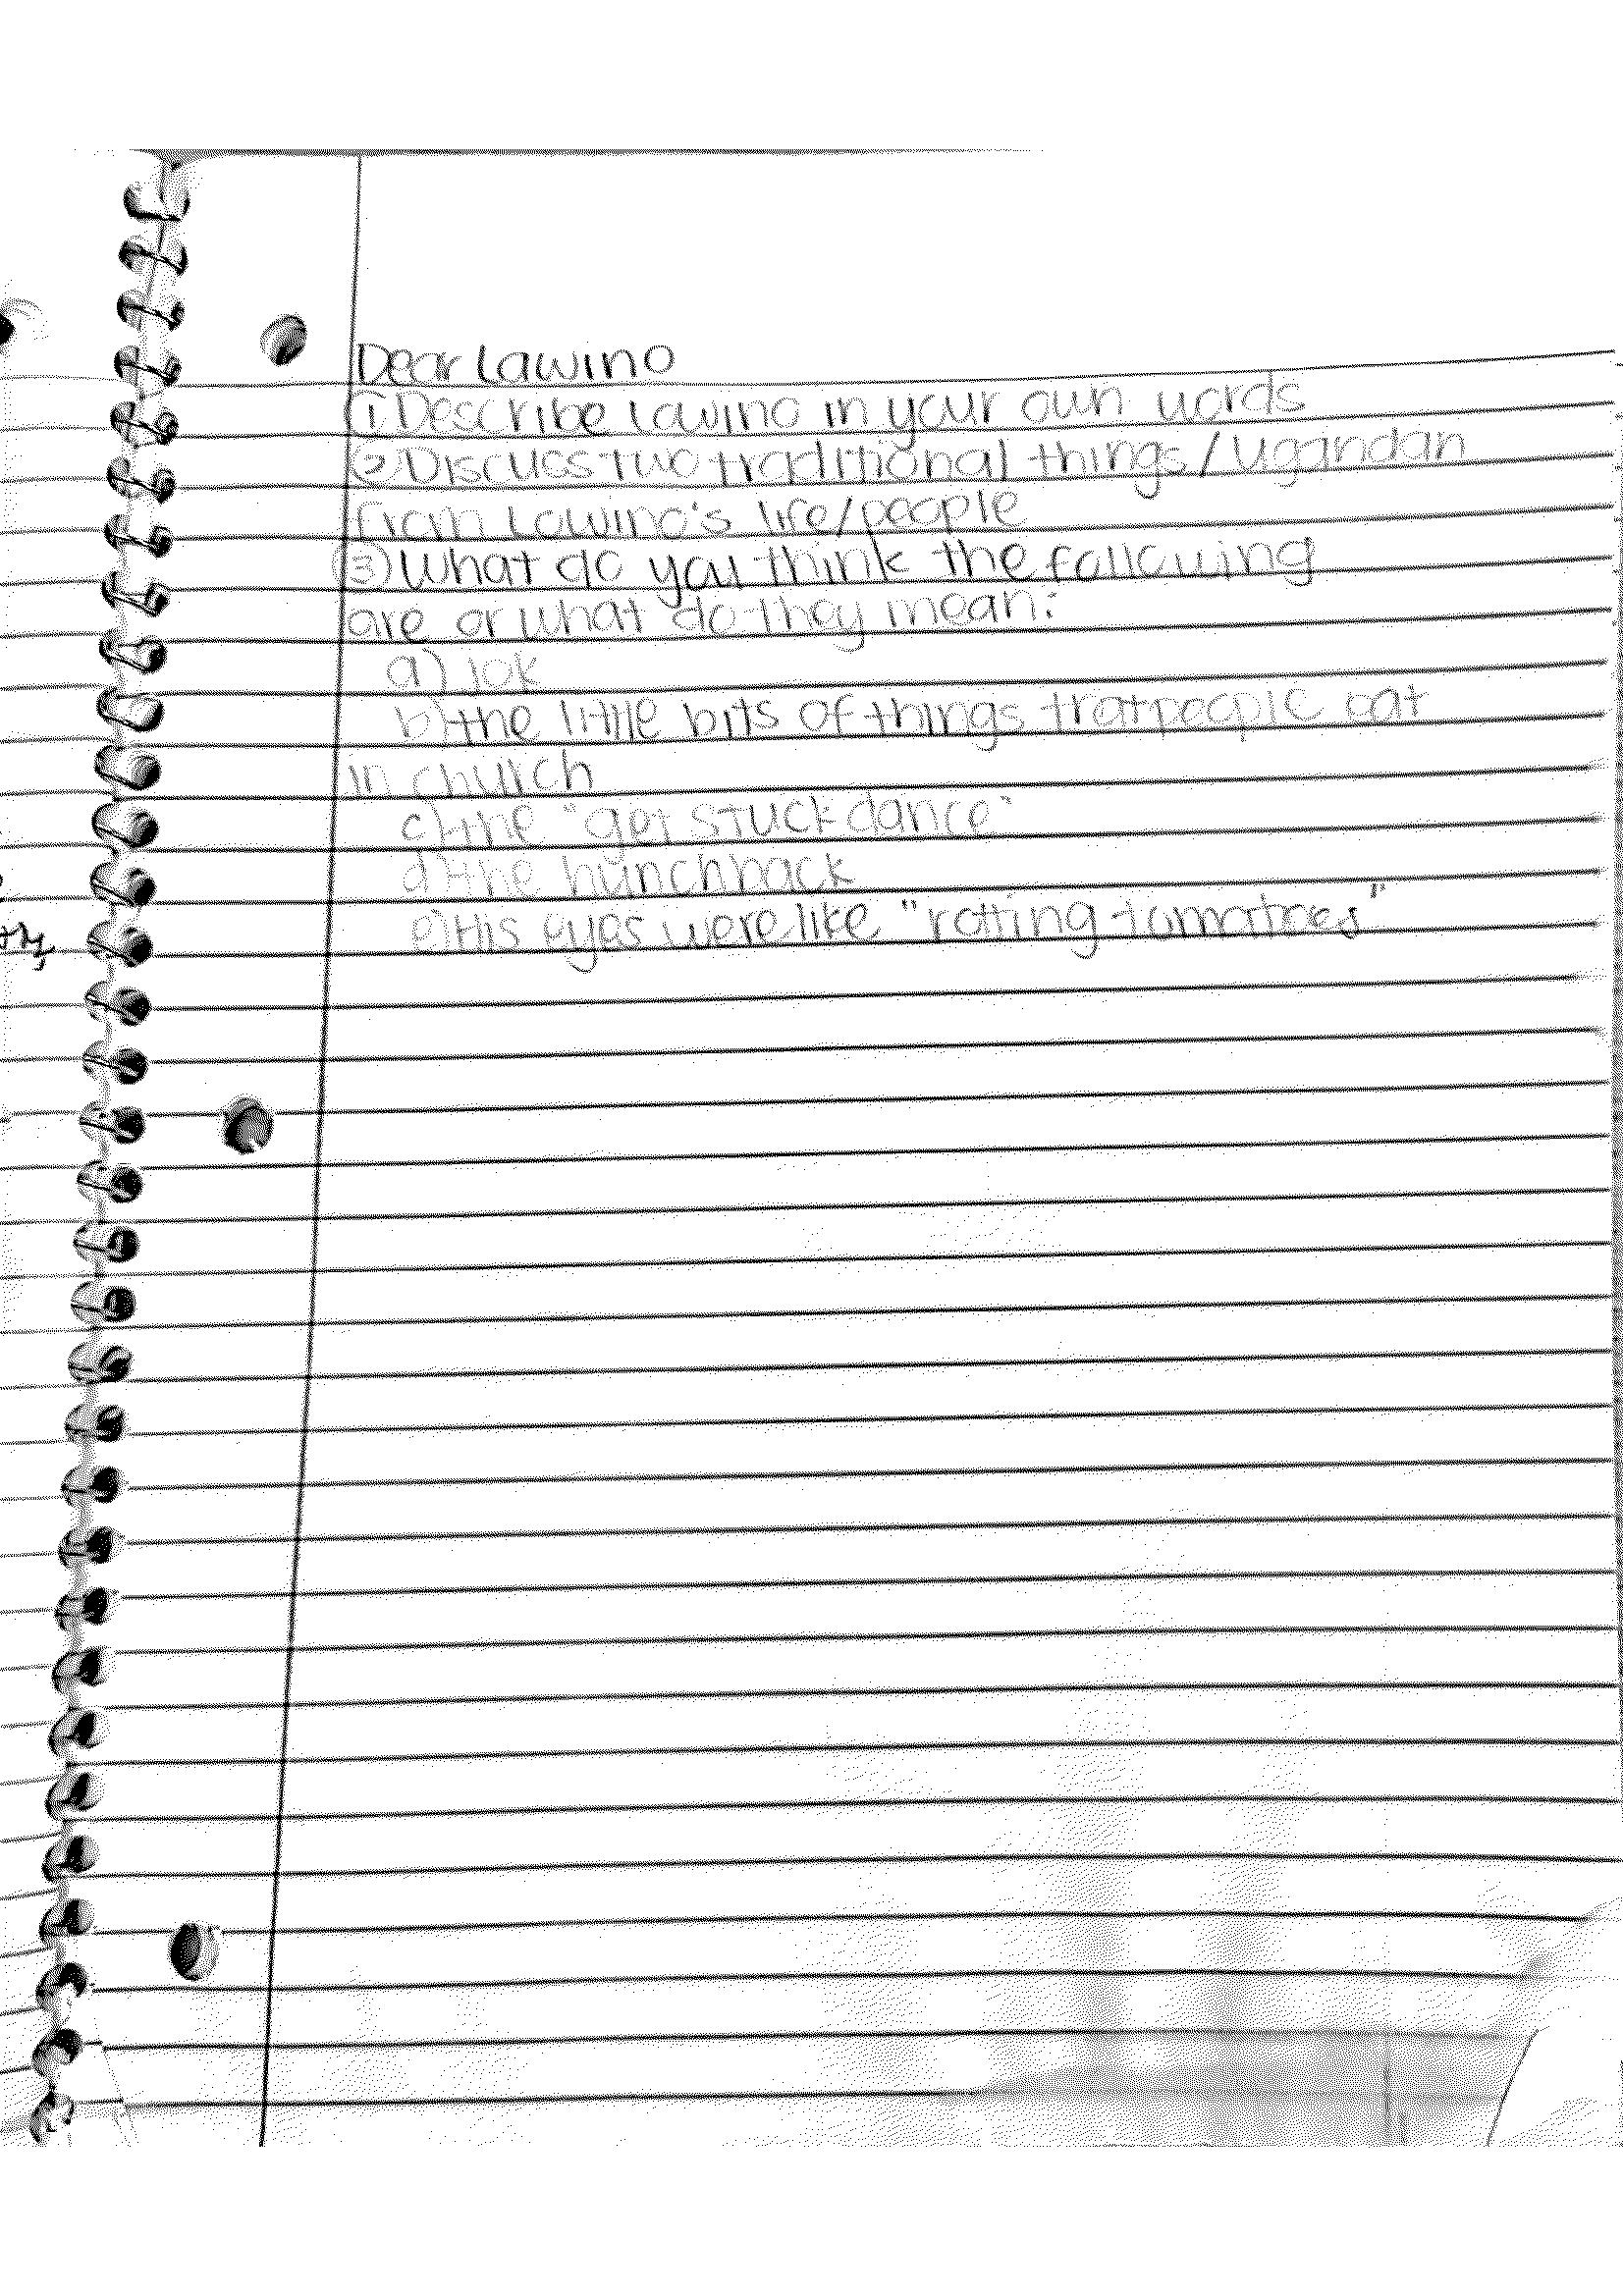 Dear Lawino
① Describe Lawino in your own words
② Discuss two traditional things/Ugandan
from Lawino's life/people
③ What do you think the following
are or what do they mean:
a) jok
b) the little bits of things that people eat
in church
c) the "get stuck dance"
d) the hunchback
e) His eyes were like "rotting tomatoes"